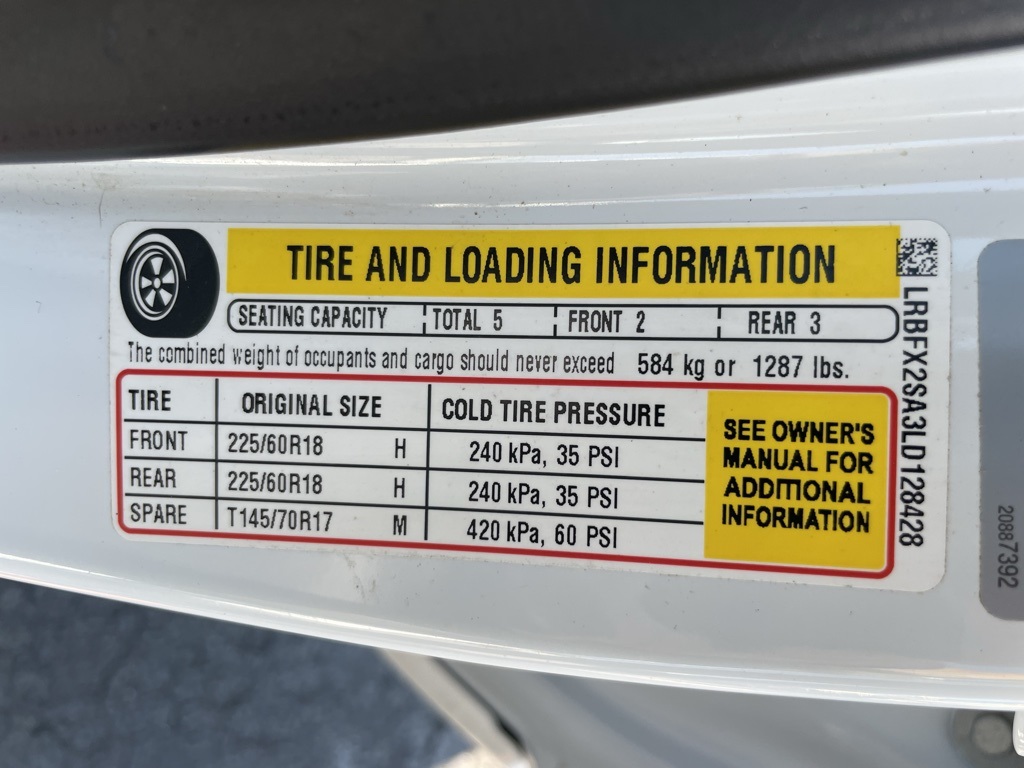 TIRE AND LOADING INFORMATION
SEATING CAPACITY TOTAL 5 FRONT 2 REAR 3
The combined weight of occupants and cargo should never exceed 584 kg or 1287 lbs.
TIRE ORIGINAL SIZE COLD TIRE PRESSURE
FRONT 225/60R18 H 240 kPa, 35 PSI
REAR 225/60R18 H 240 kPa, 35 PSI
SPARE T145/70R17 M 420 kPa, 60 PSI
SEE OWNER'S
MANUAL FOR
ADDITIONAL
INFORMATION
LRBFX2SA3LD128428
20887392